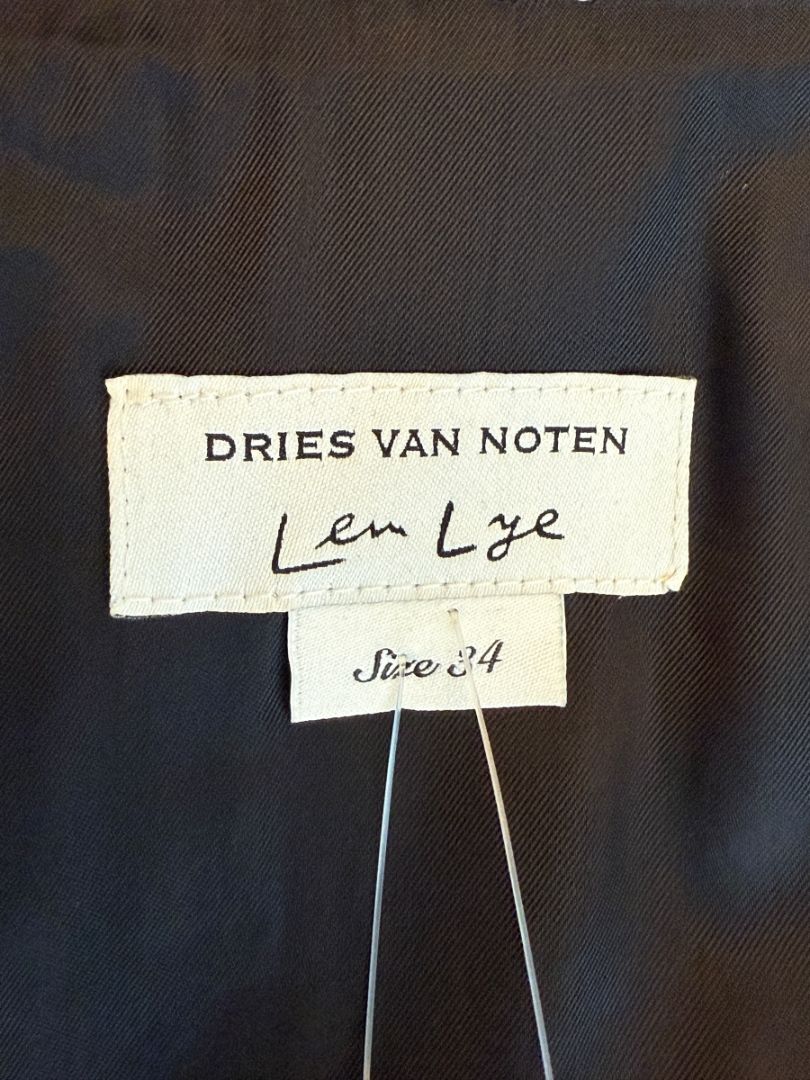 DRIES VAN NOTEN
Len Lye
Size 34